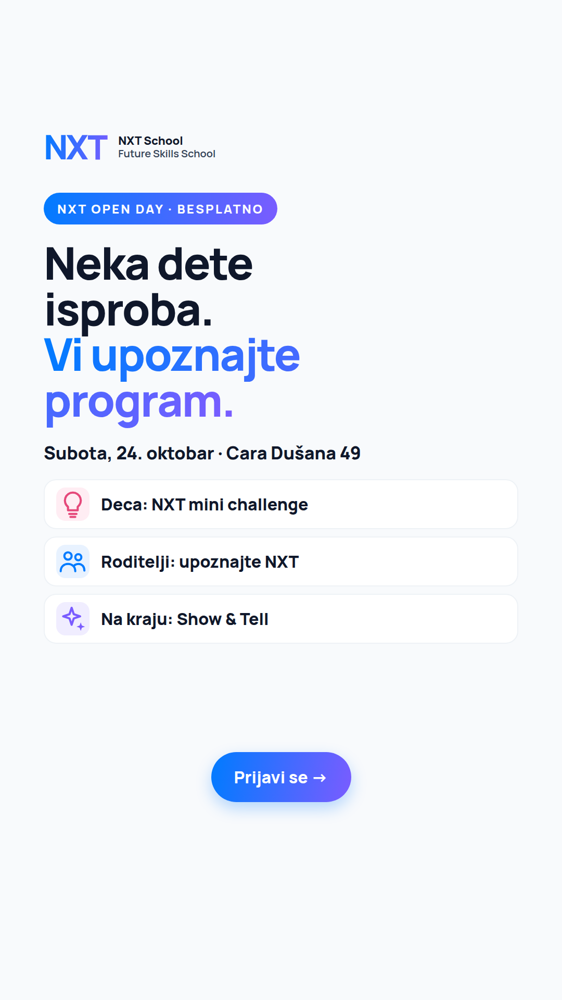 NXT
NXT School
Future Skills School
NXT OPEN DAY · BESPLATNO
Neka dete
isproba.
Vi upoznajte
program.
Subota, 24. oktobar · Cara Dušana 49
Deca: NXT mini challenge
Roditelji: upoznajte NXT
Na kraju: Show & Tell
Prijavi se →